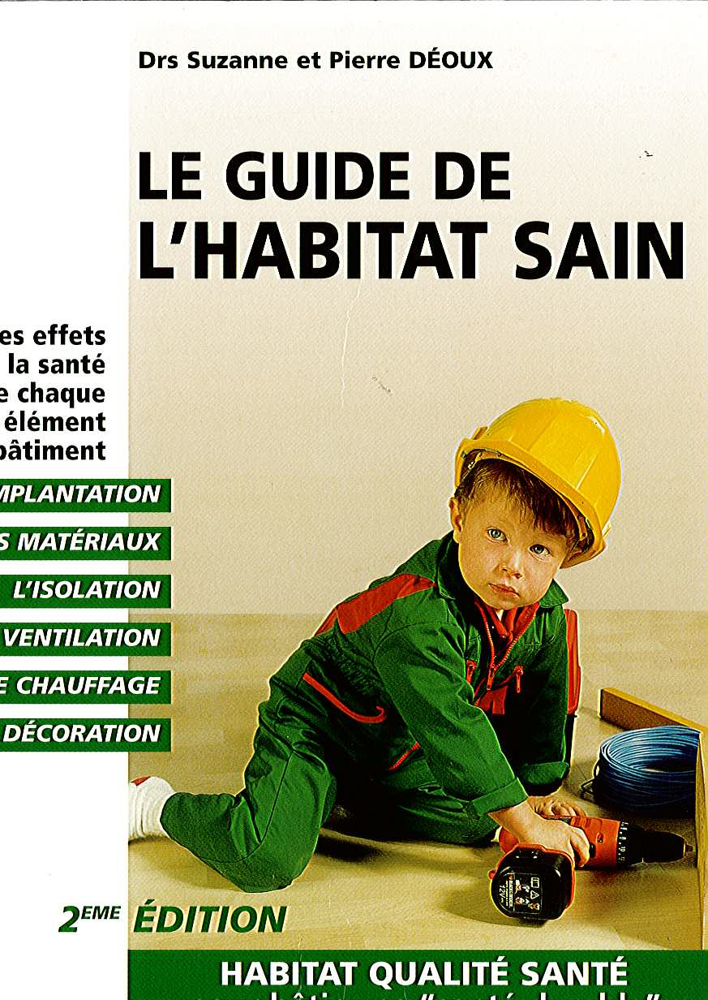 Drs Suzanne et Pierre DÉOUX
LE GUIDE DE
L'HABITAT SAIN
es effets
la santé
e chaque
élément
bâtiment
MPLANTATION
S MATÉRIAUX
L'ISOLATION
VENTILATION
E CHAUFFAGE
DÉCORATION
12V
2EME ÉDITION
HABITAT QUALITÉ SANTÉ